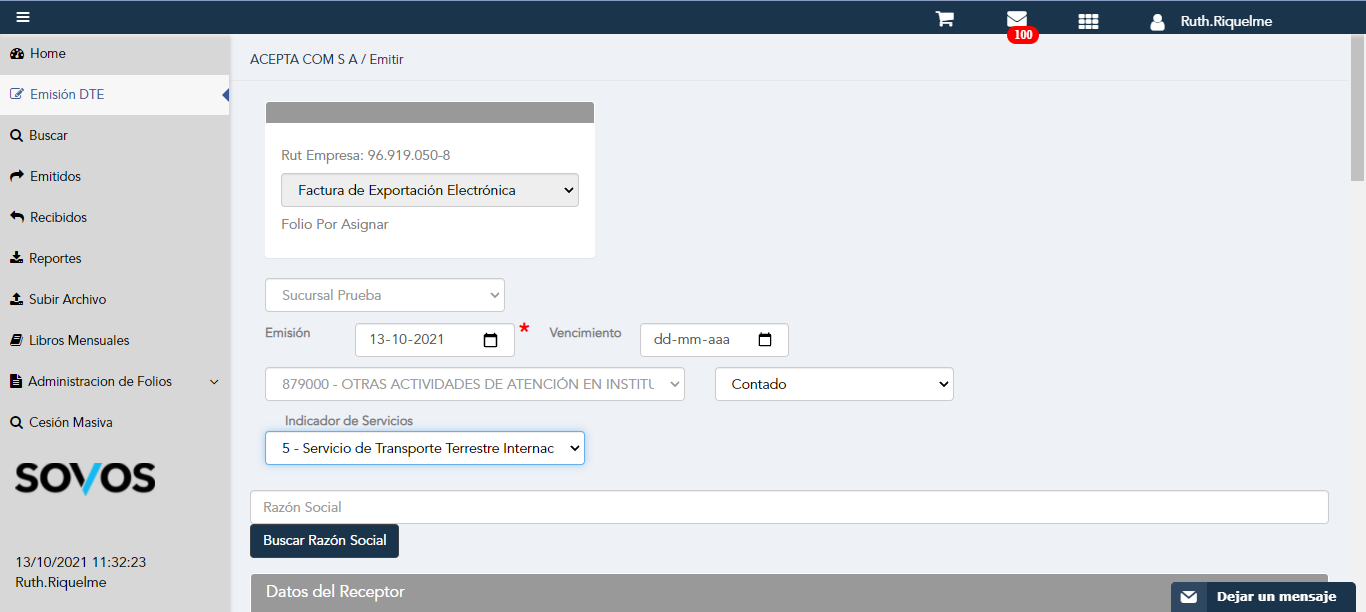 100
Ruth.Riquelme
Home
Emisión DTE
Buscar
Emitidos
Recibidos
Reportes
Subir Archivo
Libros Mensuales
Administracion de Folios
Cesión Masiva
SOVOS
13/10/2021 11:32:23
Ruth.Riquelme
ACEPTA COM S A / Emitir
Rut Empresa: 96.919.050-8
Factura de Exportación Electrónica
Folio Por Asignar
Sucursal Prueba
Emisión 13-10-2021 * Vencimiento dd-mm-aaa
879000 - OTRAS ACTIVIDADES DE ATENCIÓN EN INSTITU Contado
Indicador de Servicios
5 - Servicio de Transporte Terrestre Internac
Razón Social
Buscar Razón Social
Datos del Receptor
Dejar un mensaje